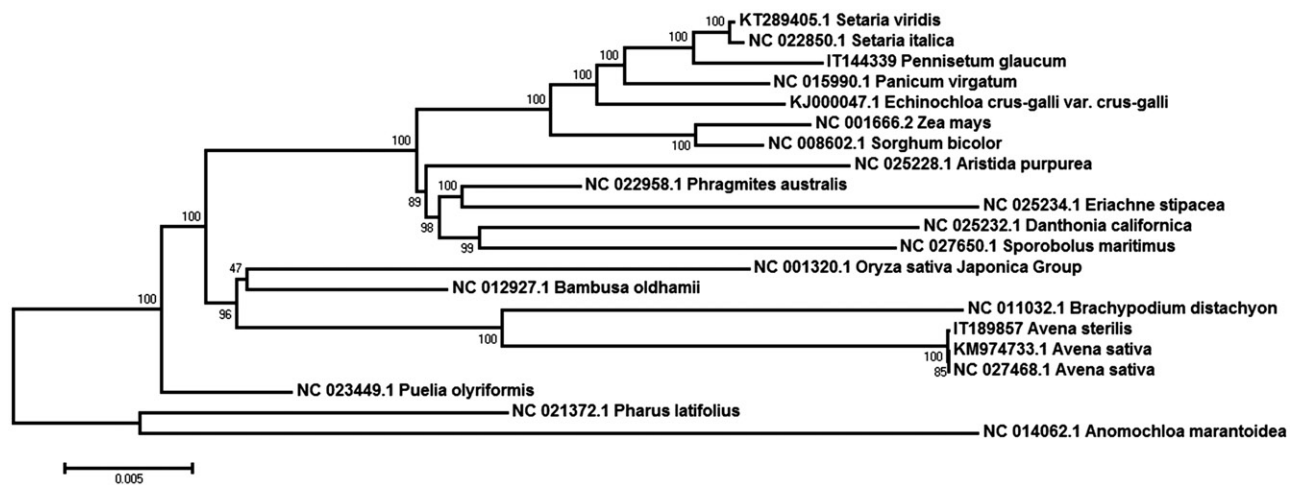 100
KT289405.1 Setaria viridis
NC 022850.1 Setaria italica
100
IT144339 Pennisetum glaucum
100
NC 015990.1 Panicum virgatum
100
KJ000047.1 Echinochloa crus-galli var. crus-galli
100
NC 001666.2 Zea mays
100
NC 008602.1 Sorghum bicolor
100
NC 025228.1 Aristida purpurea
89
100
NC 022958.1 Phragmites australis
NC 025234.1 Eriachne stipacea
98
NC 025232.1 Danthonia californica
99
NC 027650.1 Sporobolus maritimus
100
47
NC 001320.1 Oryza sativa Japonica Group
NC 012927.1 Bambusa oldhamii
96
NC 011032.1 Brachypodium distachyon
100
IT189857 Avena sterilis
100
KM974733.1 Avena sativa
85
NC 027468.1 Avena sativa
100
NC 023449.1 Puelia olyriformis
NC 021372.1 Pharus latifolius
NC 014062.1 Anomochloa marantoidea
0.005